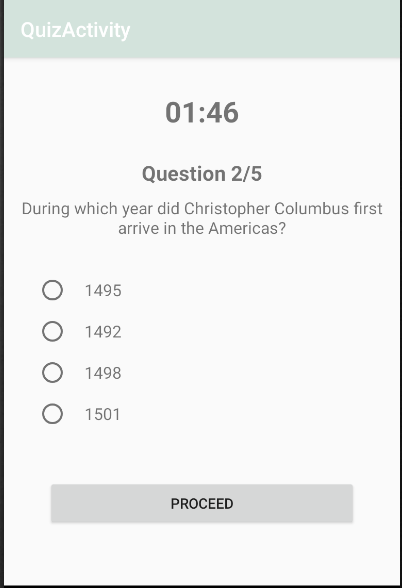 QuizActivity
01:46
Question 2/5
During which year did Christopher Columbus first
arrive in the Americas?
1495
1492
1498
1501
PROCEED